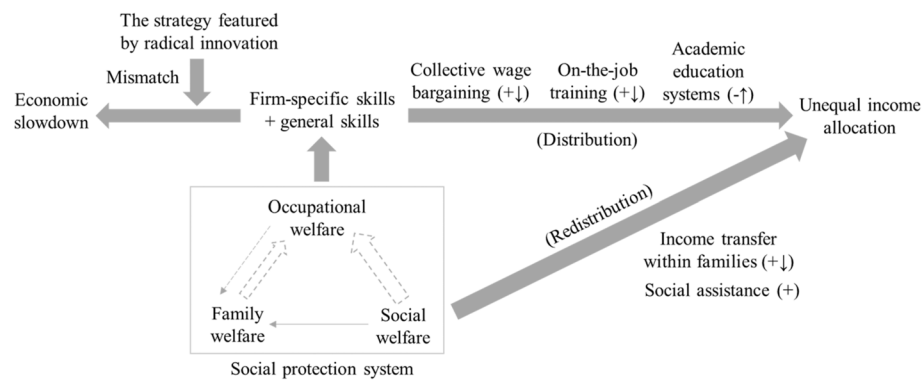 The strategy featured
by radical innovation
Mismatch
Economic
slowdown
Firm-specific skills
+ general skills
Collective wage
bargaining (+↓)
On-the-job
training (+↓)
Academic
education
systems (-↑)
(Distribution)
Unequal income
allocation
Occupational
welfare
Family
welfare
Social
welfare
Social protection system
(Redistribution)
Income transfer
within families (+↓)
Social assistance (+)